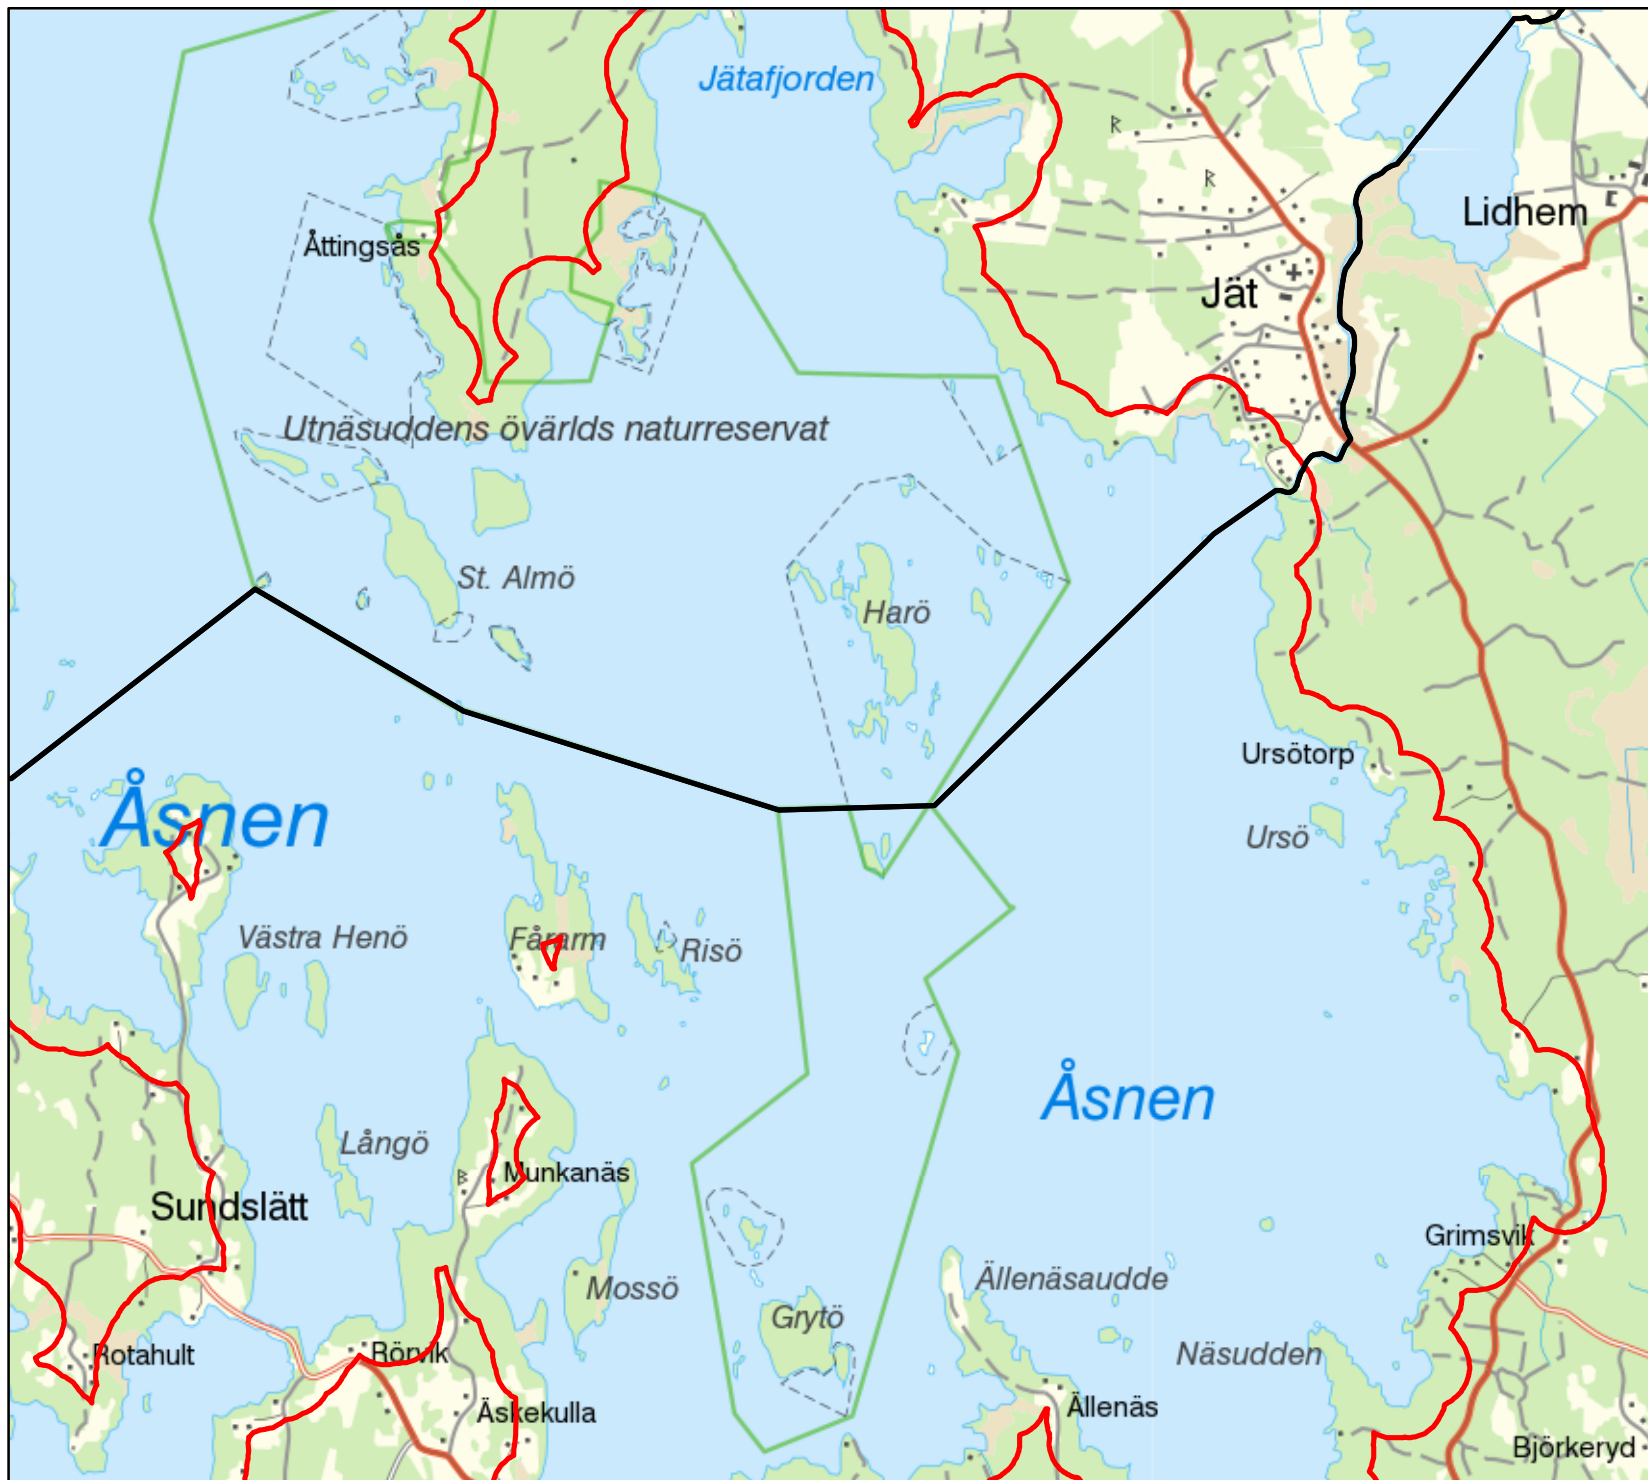 Jätafjorden
R
R
Lidhem
Åttingsås
Jät
Utnäsuddens övärlds naturreservat
St. Almö
Harö
Ursötorp
Åsnen
Ursö
Västra Henö
Fårarm
Risö
Åsnen
Långö
R
Munkanäs
Sundslätt
Grimsvik
Ällenäsaudde
Mossö
Grytö
Näsudden
Rotahult
Rörvik
Äskekulla
Ällenäs
Björkeryd